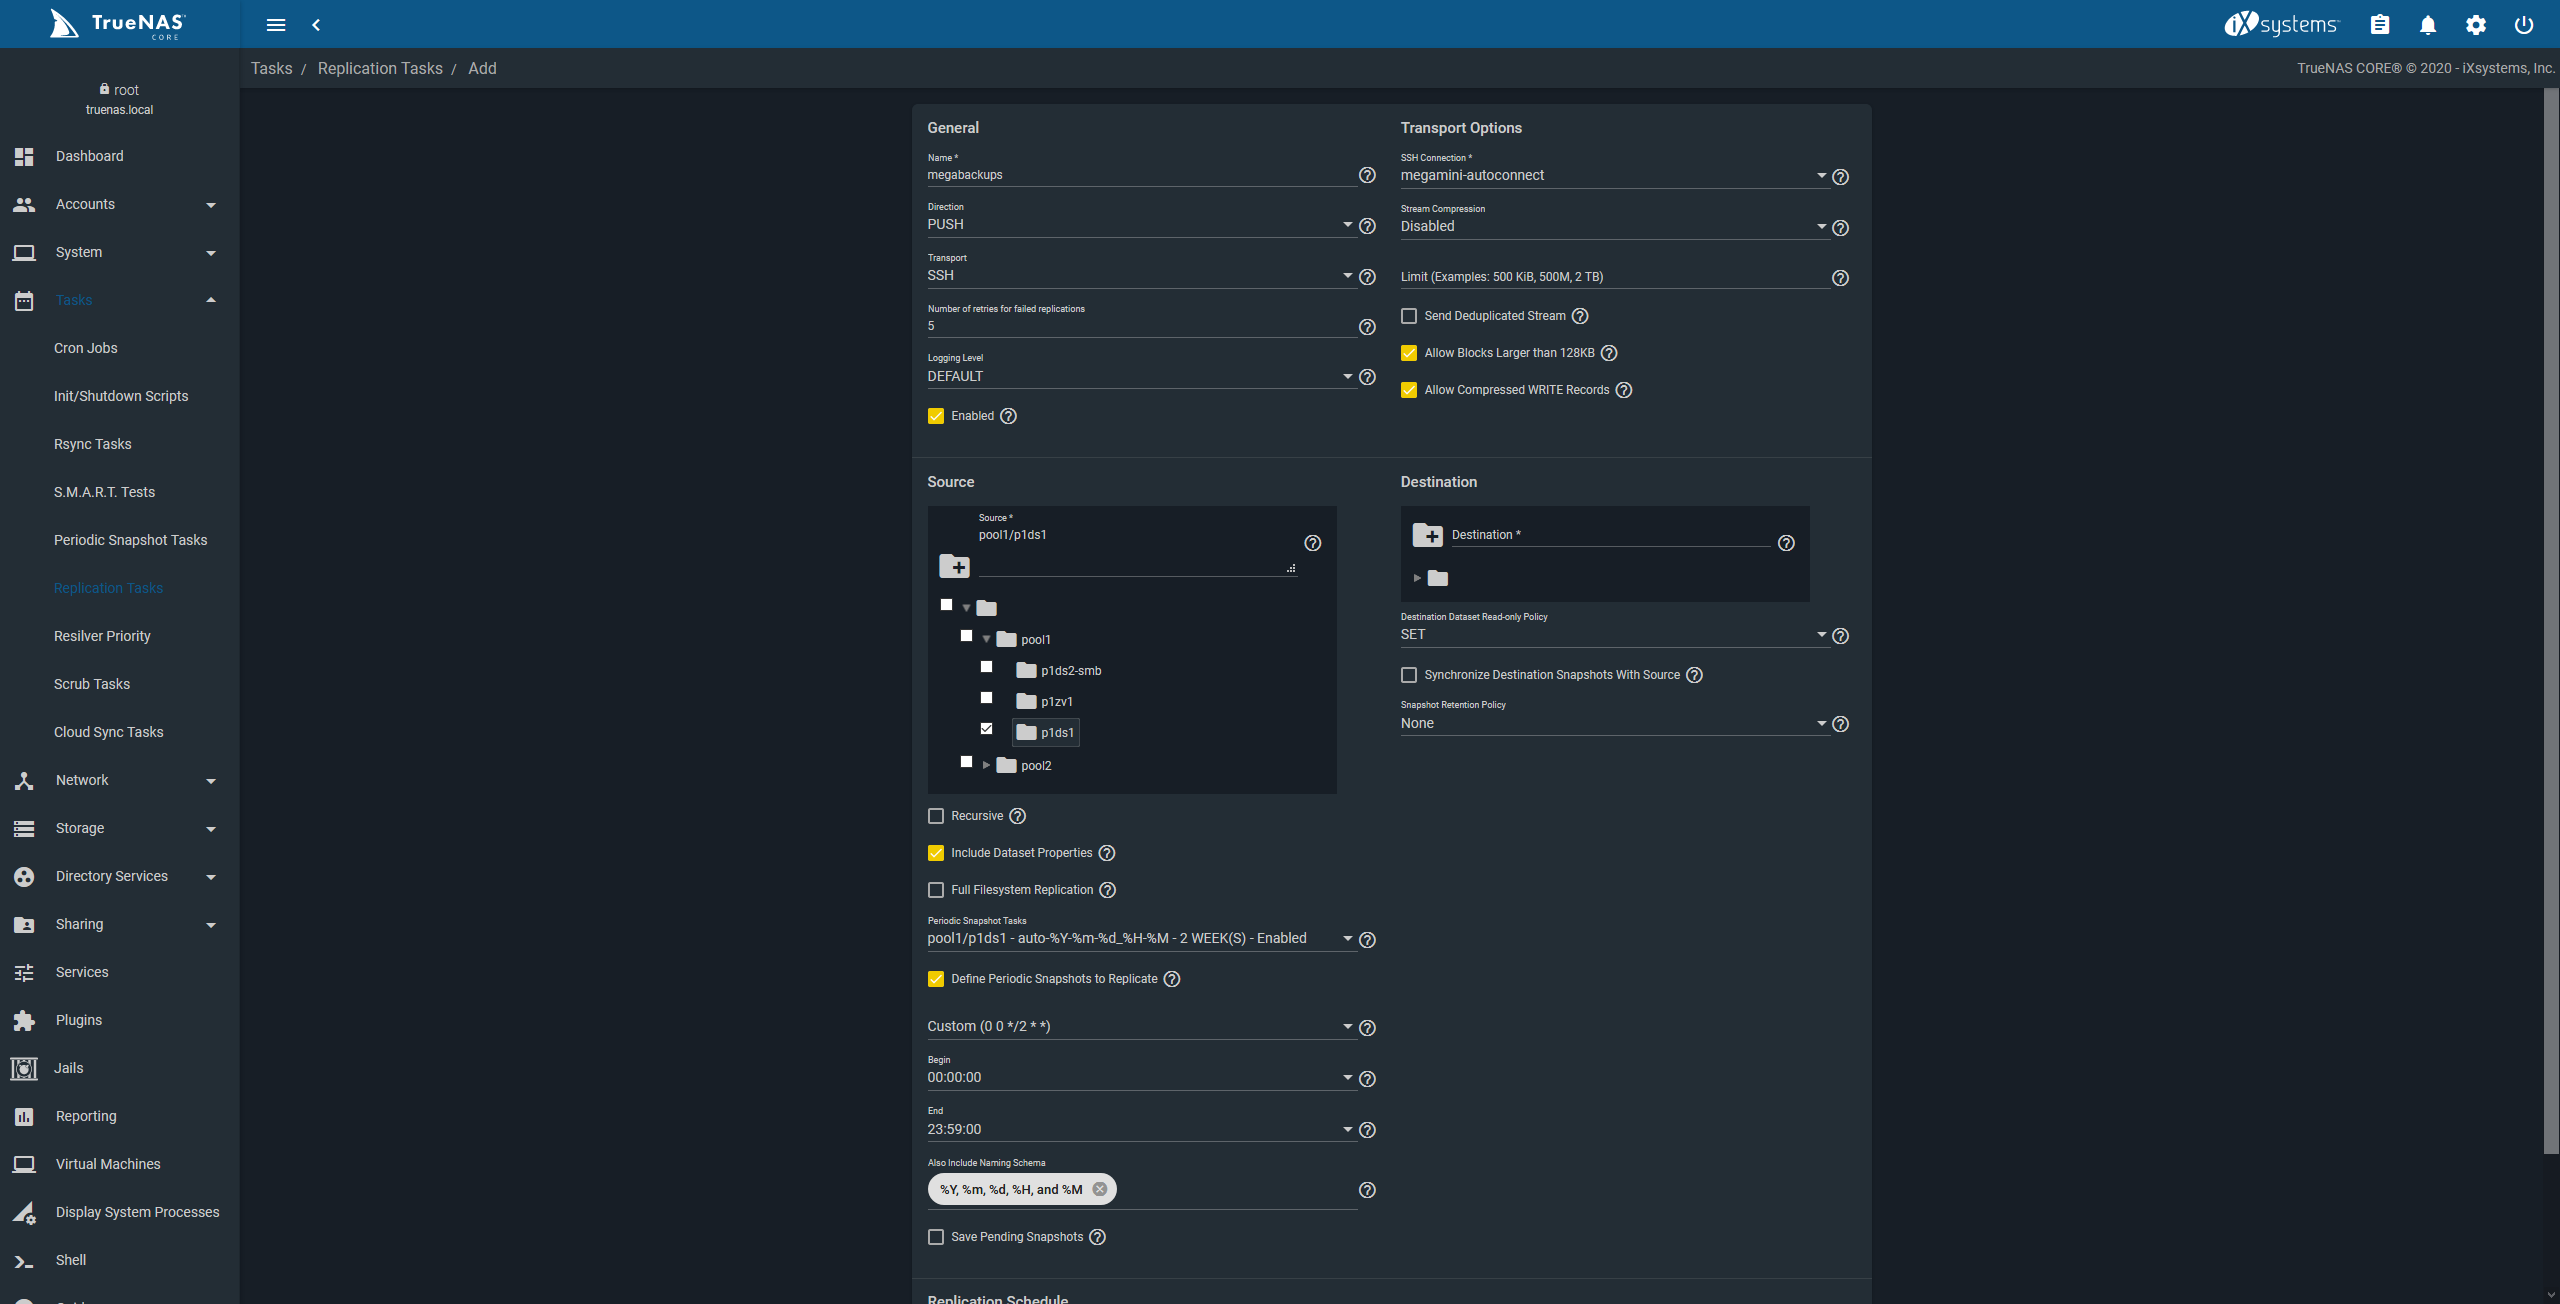 TrueNAS
CORE
iXsystems
Tasks / Replication Tasks / Add
TrueNAS CORE® © 2020 - iXsystems, Inc.
root
truenas.local
Dashboard
Accounts
System
Tasks
Cron Jobs
Init/Shutdown Scripts
Rsync Tasks
S.M.A.R.T. Tests
Periodic Snapshot Tasks
Replication Tasks
Resilver Priority
Scrub Tasks
Cloud Sync Tasks
Network
Storage
Directory Services
Sharing
Services
Plugins
Jails
Reporting
Virtual Machines
Display System Processes
Shell
General
Name *
megabackups
Direction
PUSH
Transport
SSH
Number of retries for failed replications
5
Logging Level
DEFAULT
Enabled
Transport Options
SSH Connection *
megamini-autoconnect
Stream Compression
Disabled
Limit (Examples: 500 KiB, 500M, 2 TB)
Send Deduplicated Stream
Allow Blocks Larger than 128KB
Allow Compressed WRITE Records
Source
Source *
pool1/p1ds1
pool1
p1ds2-smb
p1zv1
p1ds1
pool2
Recursive
Include Dataset Properties
Full Filesystem Replication
Periodic Snapshot Tasks
pool1/p1ds1 - auto-%Y-%m-%d_%H-%M - 2 WEEK(S) - Enabled
Define Periodic Snapshots to Replicate
Custom (0 0 */2 * *)
Begin
00:00:00
End
23:59:00
Also Include Naming Schema
%Y, %m, %d, %H, and %M
Save Pending Snapshots
Destination
Destination *
Destination Dataset Read-only Policy
SET
Synchronize Destination Snapshots With Source
Snapshot Retention Policy
None
Replication Schedule